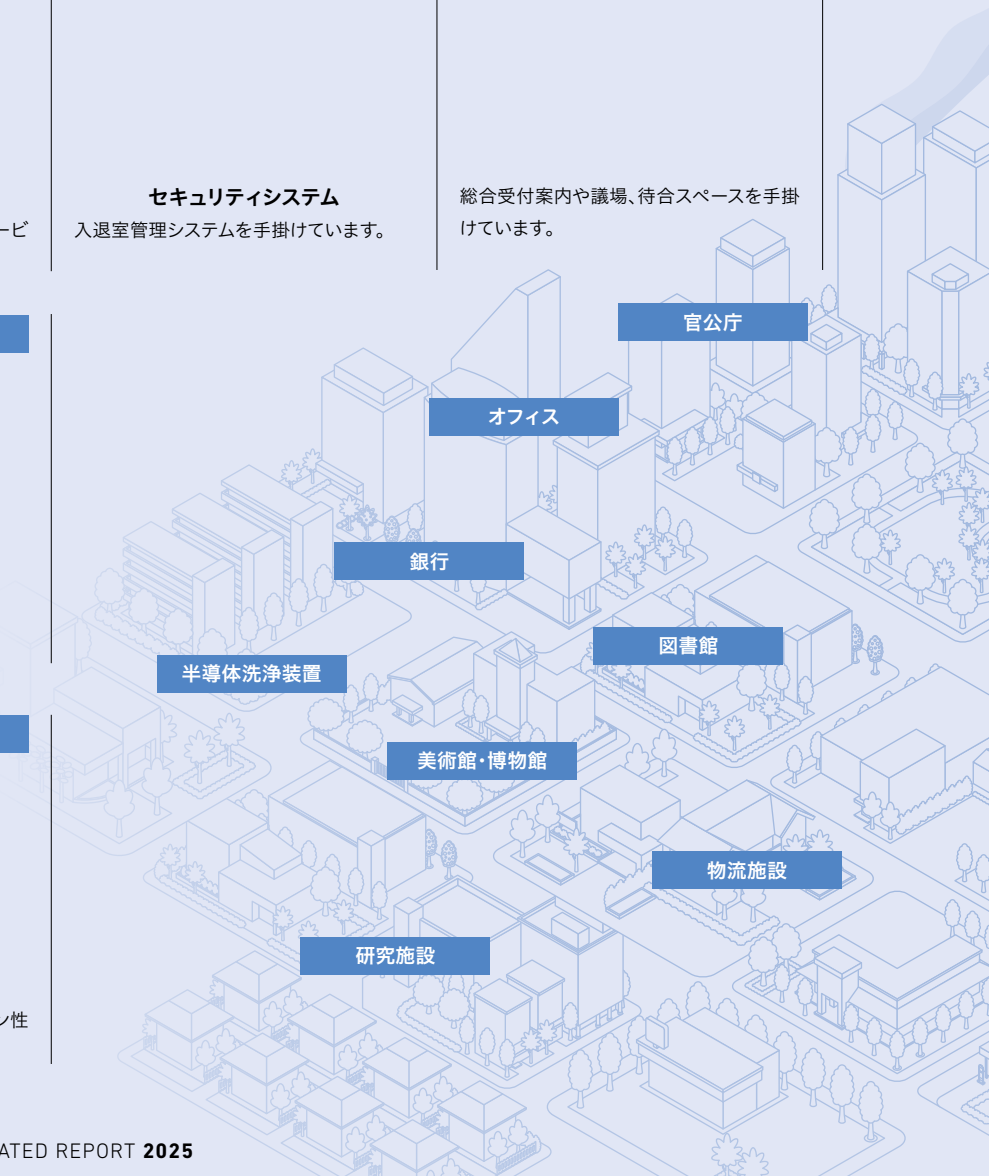 セキュリティシステム
入退室管理システムを手掛けています。
総合受付案内や議場、待合スペースを手掛
けています。
ービ
官公庁
オフィス
銀行
図書館
半導体洗浄装置
美術館・博物館
物流施設
研究施設
ン性
ATED REPORT 2025